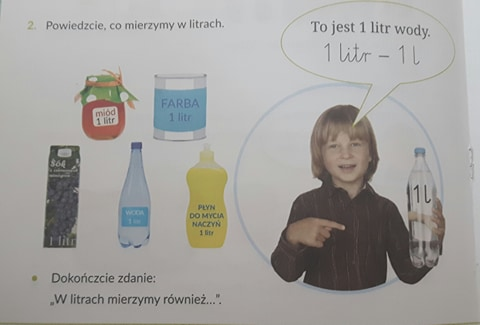 2. Powiedzcie, co mierzymy w litrach.
To jest 1 litr wody.
1 litr – 1 l
miód
1 litr
FARBA
1 litr
Sok
1 litr
WODA
PŁYN
DO MYCIA
NACZYŃ
1 litr
1 l
• Dokończcie zdanie:
„W litrach mierzymy również...".